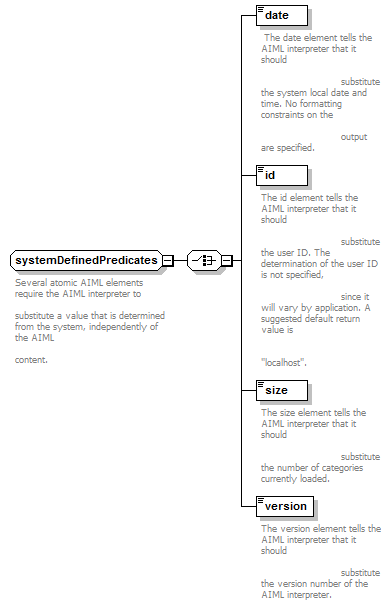 date
The date element tells the
AIML interpreter that it
should
substitute
the system local date and
time. No formatting
constraints on the
output
are specified.
id
The id element tells the
AIML interpreter that it
should
substitute
the user ID. The
determination of the user ID
is not specified,
since it
will vary by application. A
suggested default return
value is
"localhost".
systemDefinedPredicates
Several atomic AIML elements
require the AIML interpreter to
substitute a value that is determined
from the system, independently of
the AIML
content.
size
The size element tells the
AIML interpreter that it
should
substitute
the number of categories
currently loaded.
version
The version element tells the
AIML interpreter that it
should
substitute
the version number of the
AIML interpreter.